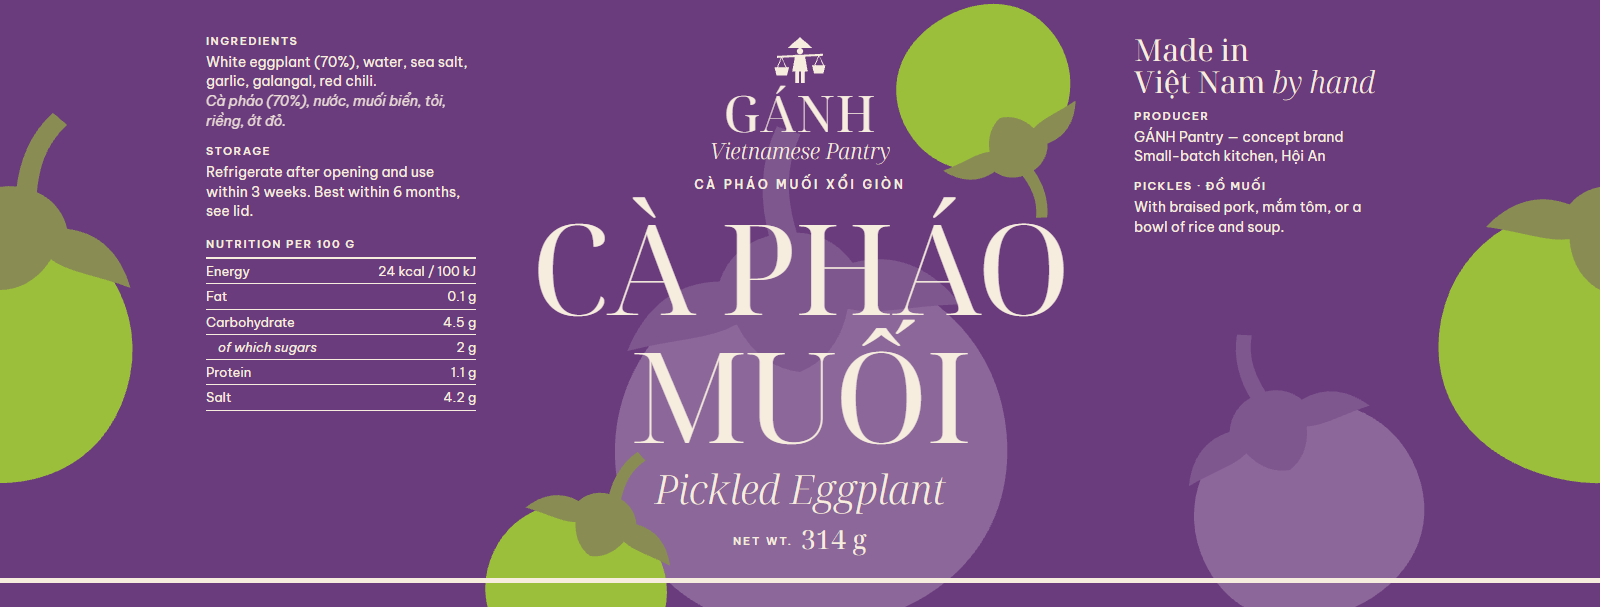 INGREDIENTS
White eggplant (70%), water, sea salt,
garlic, galangal, red chili.
Cà pháo (70%), nước, muối biển, tỏi,
riềng, ớt đỏ.
STORAGE
Refrigerate after opening and use
within 3 weeks. Best within 6 months,
see lid.
NUTRITION PER 100 G
Energy 24 kcal / 100 kJ
Fat 0.1 g
Carbohydrate 4.5 g
of which sugars 2 g
Protein 1.1 g
Salt 4.2 g
GÁNH
Vietnamese Pantry
CÀ PHÁO MUỐI XỔI GIÒN
CÀ PHÁO
MUỐI
Pickled Eggplant
NET WT. 314 g
Made in
Việt Nam by hand
PRODUCER
GÁNH Pantry – concept brand
Small-batch kitchen, Hội An
PICKLES · ĐỒ MUỐI
With braised pork, mắm tôm, or a
bowl of rice and soup.